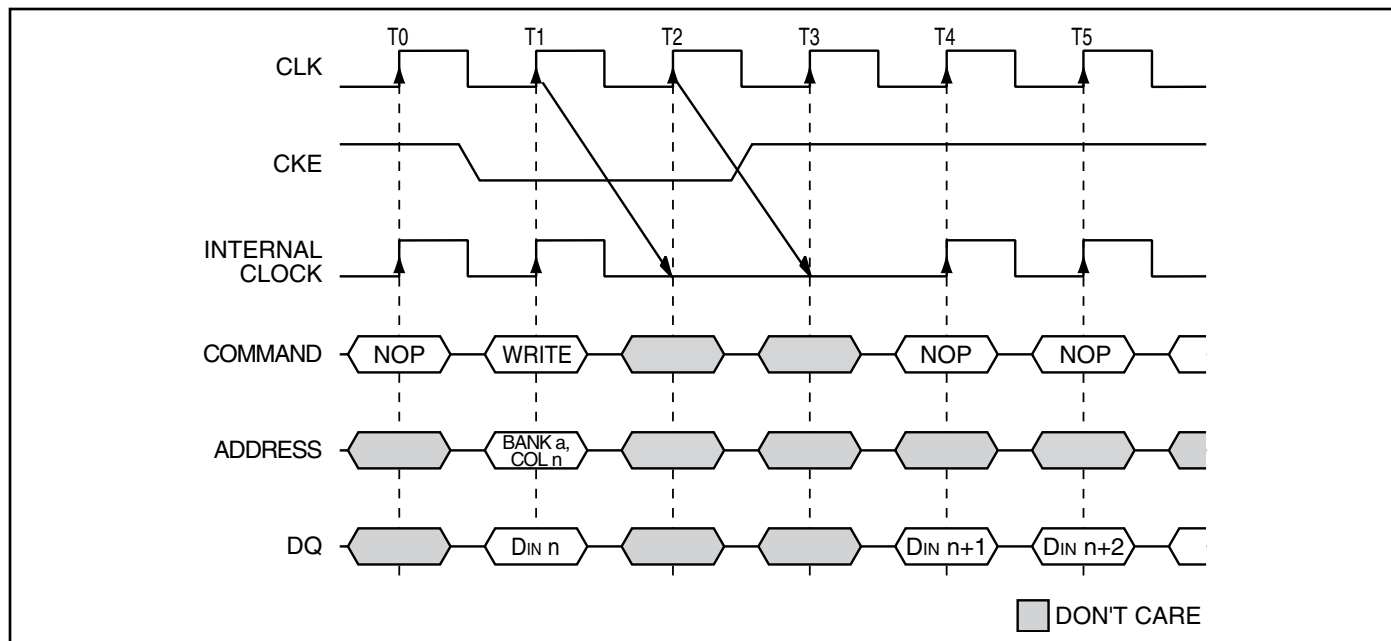 T0 T1 T2 T3 T4 T5
CLK
CKE
INTERNAL
CLOCK
COMMAND NOP WRITE NOP NOP
ADDRESS BANK a,
COL n
DQ DIN n DIN n+1 DIN n+2
DON'T CARE